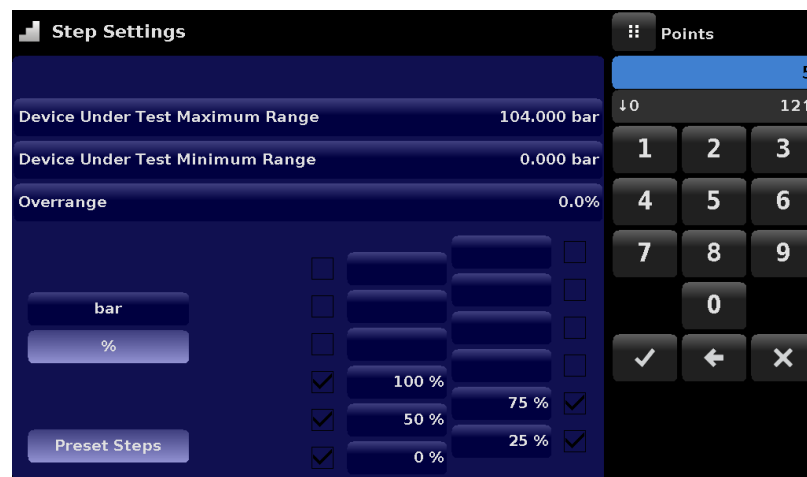 Step Settings
Points
5
Device Under Test Maximum Range 104.000 bar
↓0
Device Under Test Minimum Range 0.000 bar
Overrange 0.0%
1 2 3
4 5 6
7 8 9
0
bar
%
100 %
75 %
50 %
25 %
0 %
Preset Steps